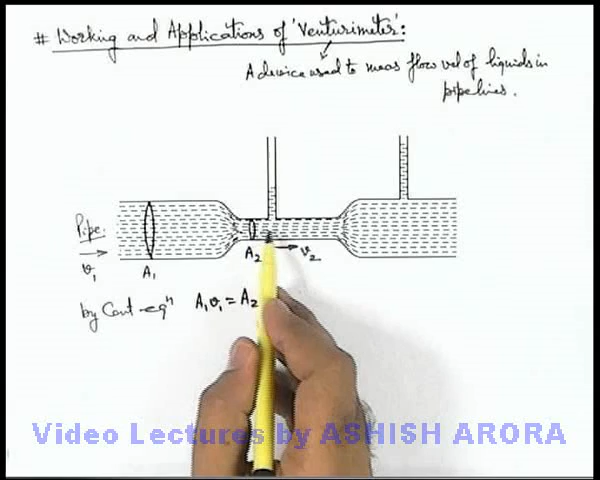 # Working and Applications of 'Venturimeter':
A device used to meas flow vel of liquids in
pipelines.
Pipe
v₁
A₁
A₂
v₂
by Cont-eqⁿ A₁v₁ = A₂
Video Lectures by ASHISH ARORA